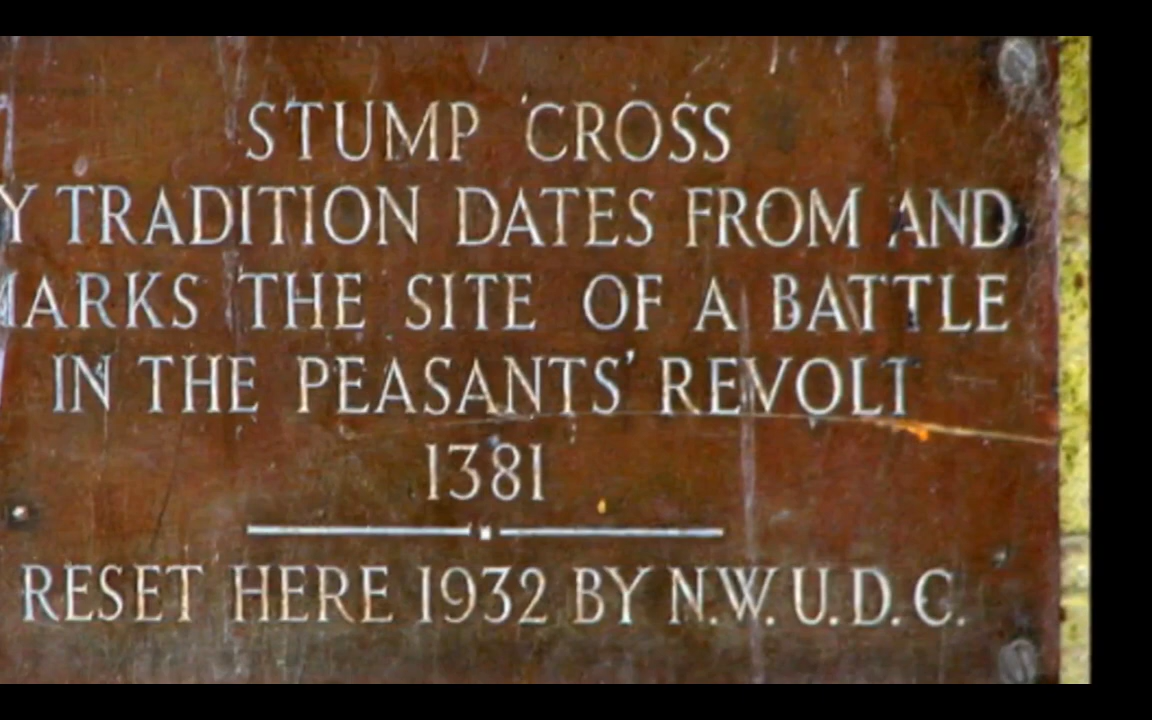 STUMP CROSS
Y TRADITION DATES FROM AND
MARKS THE SITE OF A BATTLE
IN THE PEASANTS' REVOLT
1381
RESET HERE 1932 BY N.W.U.D.C.